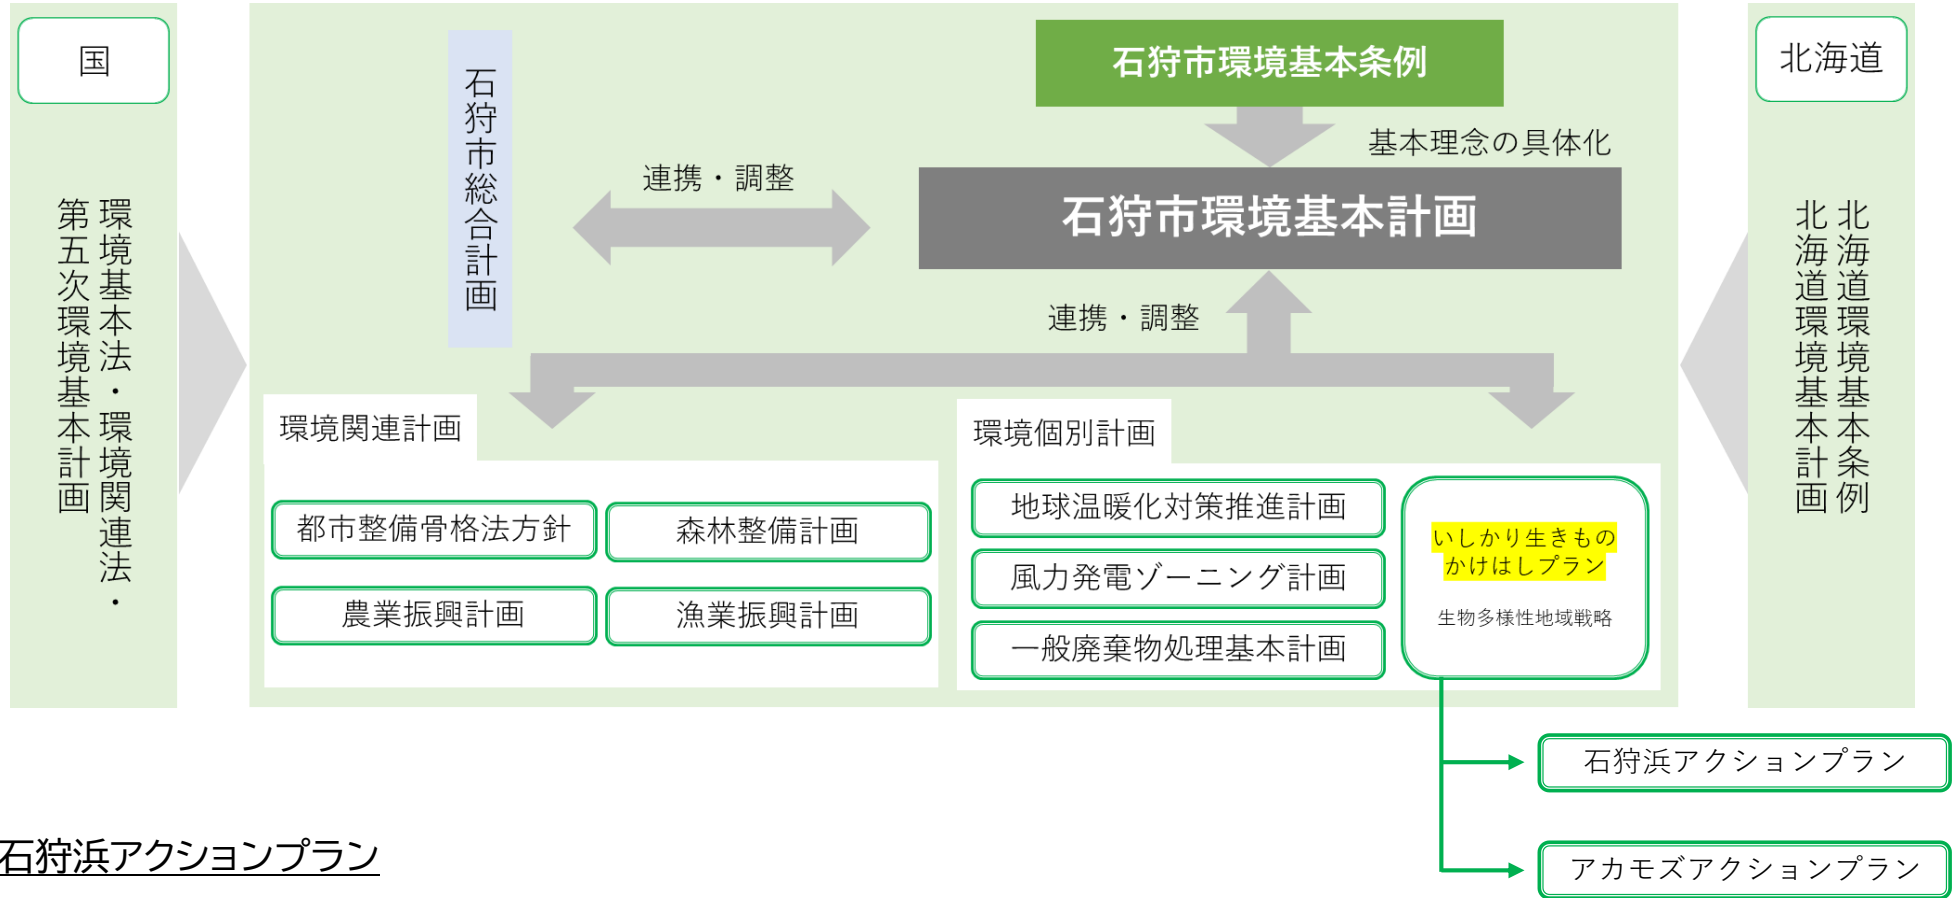 国
環境基本法・環境関連法・
第五次環境基本計画
石狩市総合計画
連携・調整
石狩市環境基本条例
基本理念の具体化
石狩市環境基本計画
連携・調整
環境関連計画
都市整備骨格法方針
森林整備計画
農業振興計画
漁業振興計画
環境個別計画
地球温暖化対策推進計画
風力発電ゾーニング計画
一般廃棄物処理基本計画
いしかり生きもの
かけはしプラン
生物多様性地域戦略
北海道
北海道環境基本条例
北海道環境基本計画
石狩浜アクションプラン
アカモズアクションプラン
石狩浜アクションプラン